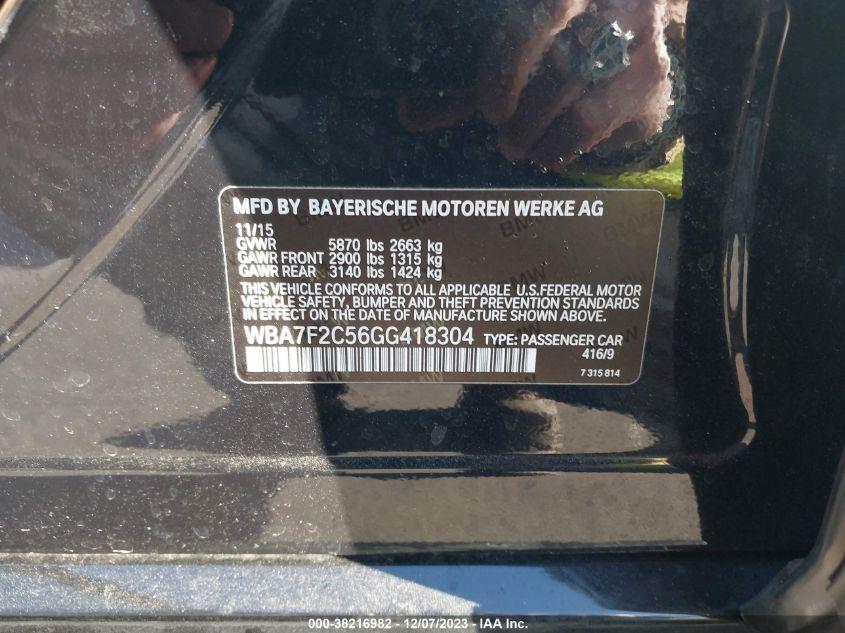 MFD BY BAYERISCHE MOTOREN WERKE AG
11/15
GVWR 5870 lbs 2663 kg
GAWR FRONT 2900 lbs 1315 kg
GAWR REAR 3140 lbs 1424 kg
THIS VEHICLE CONFORMS TO ALL APPLICABLE U.S.FEDERAL MOTOR
VEHICLE SAFETY, BUMPER AND THEFT PREVENTION STANDARDS
IN EFFECT ON THE DATE OF MANUFACTURE SHOWN ABOVE.
WBA7F2C56GG418304 TYPE: PASSENGER CAR
416/9
7 315 814
000-38216982 - 12/07/2023 - IAA Inc.